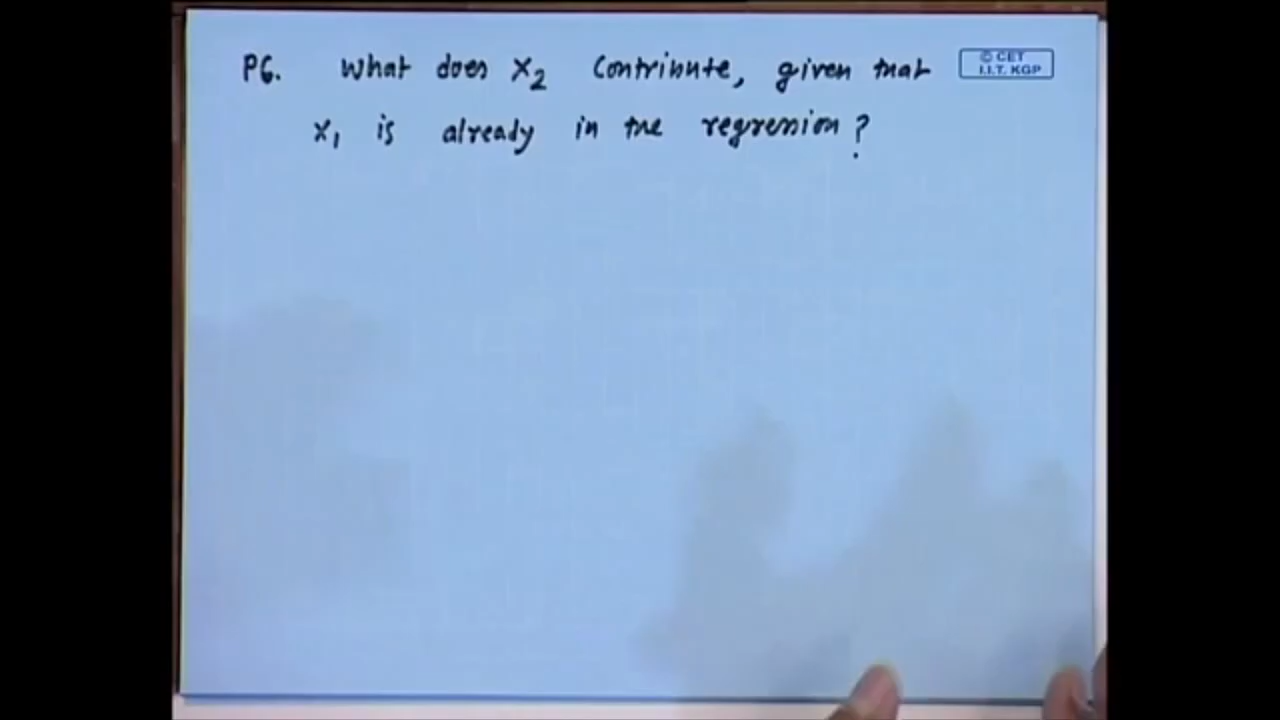 P6. What does X2 Contribute, given that
X1 is already in the regression?
© CET
I.I.T. KGP